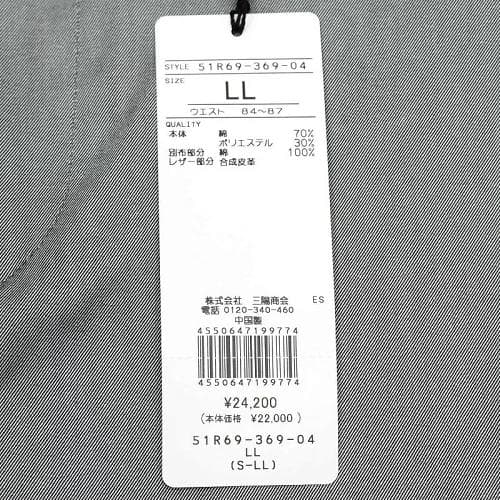 STYLE 51R69-369-04
SIZE
LL
ウエスト 84～87
QUALITY
本体 綿 70%
ポリエステル 30%
別布部分 綿 100%
レザー部分 合成皮革
株式会社 三陽商会 ES
電話 0120-340-460
中国製
4550647199774
4550647199774
¥24,200
(本体価格 ¥22,000)
51R69-369-04
LL
(S-LL)